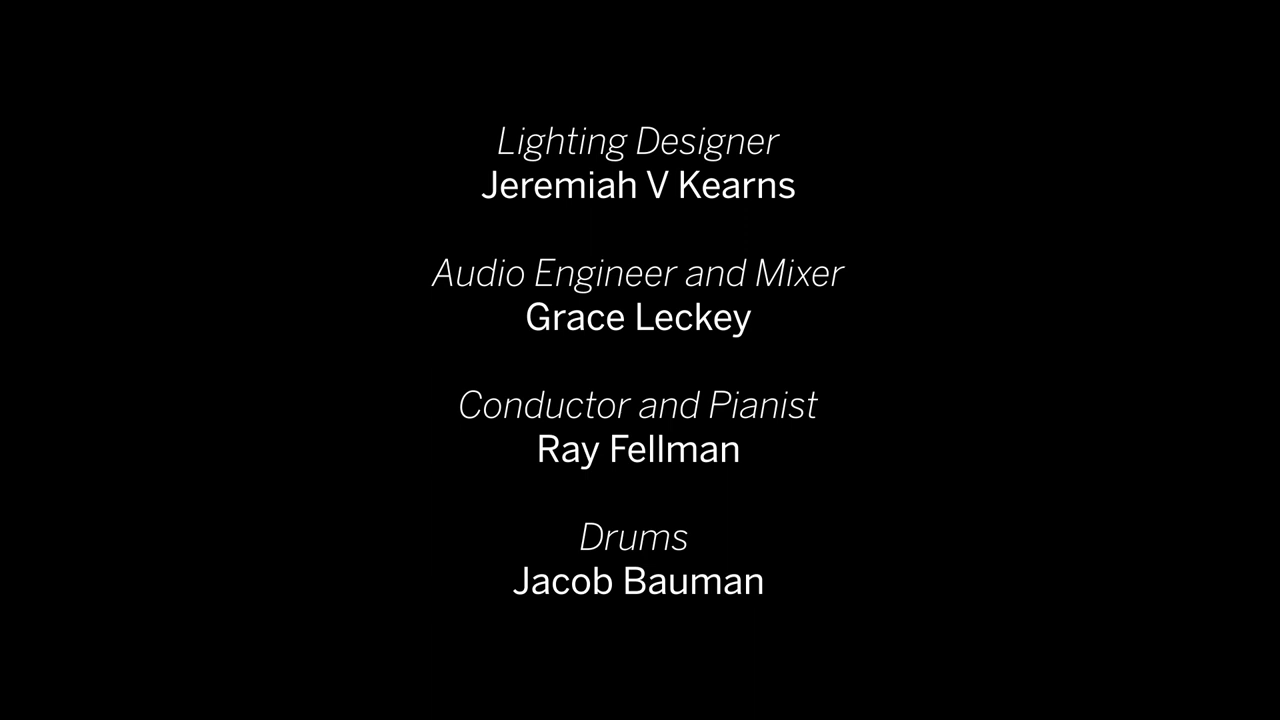 Lighting Designer
Jeremiah V Kearns
Audio Engineer and Mixer
Grace Leckey
Conductor and Pianist
Ray Fellman
Drums
Jacob Bauman